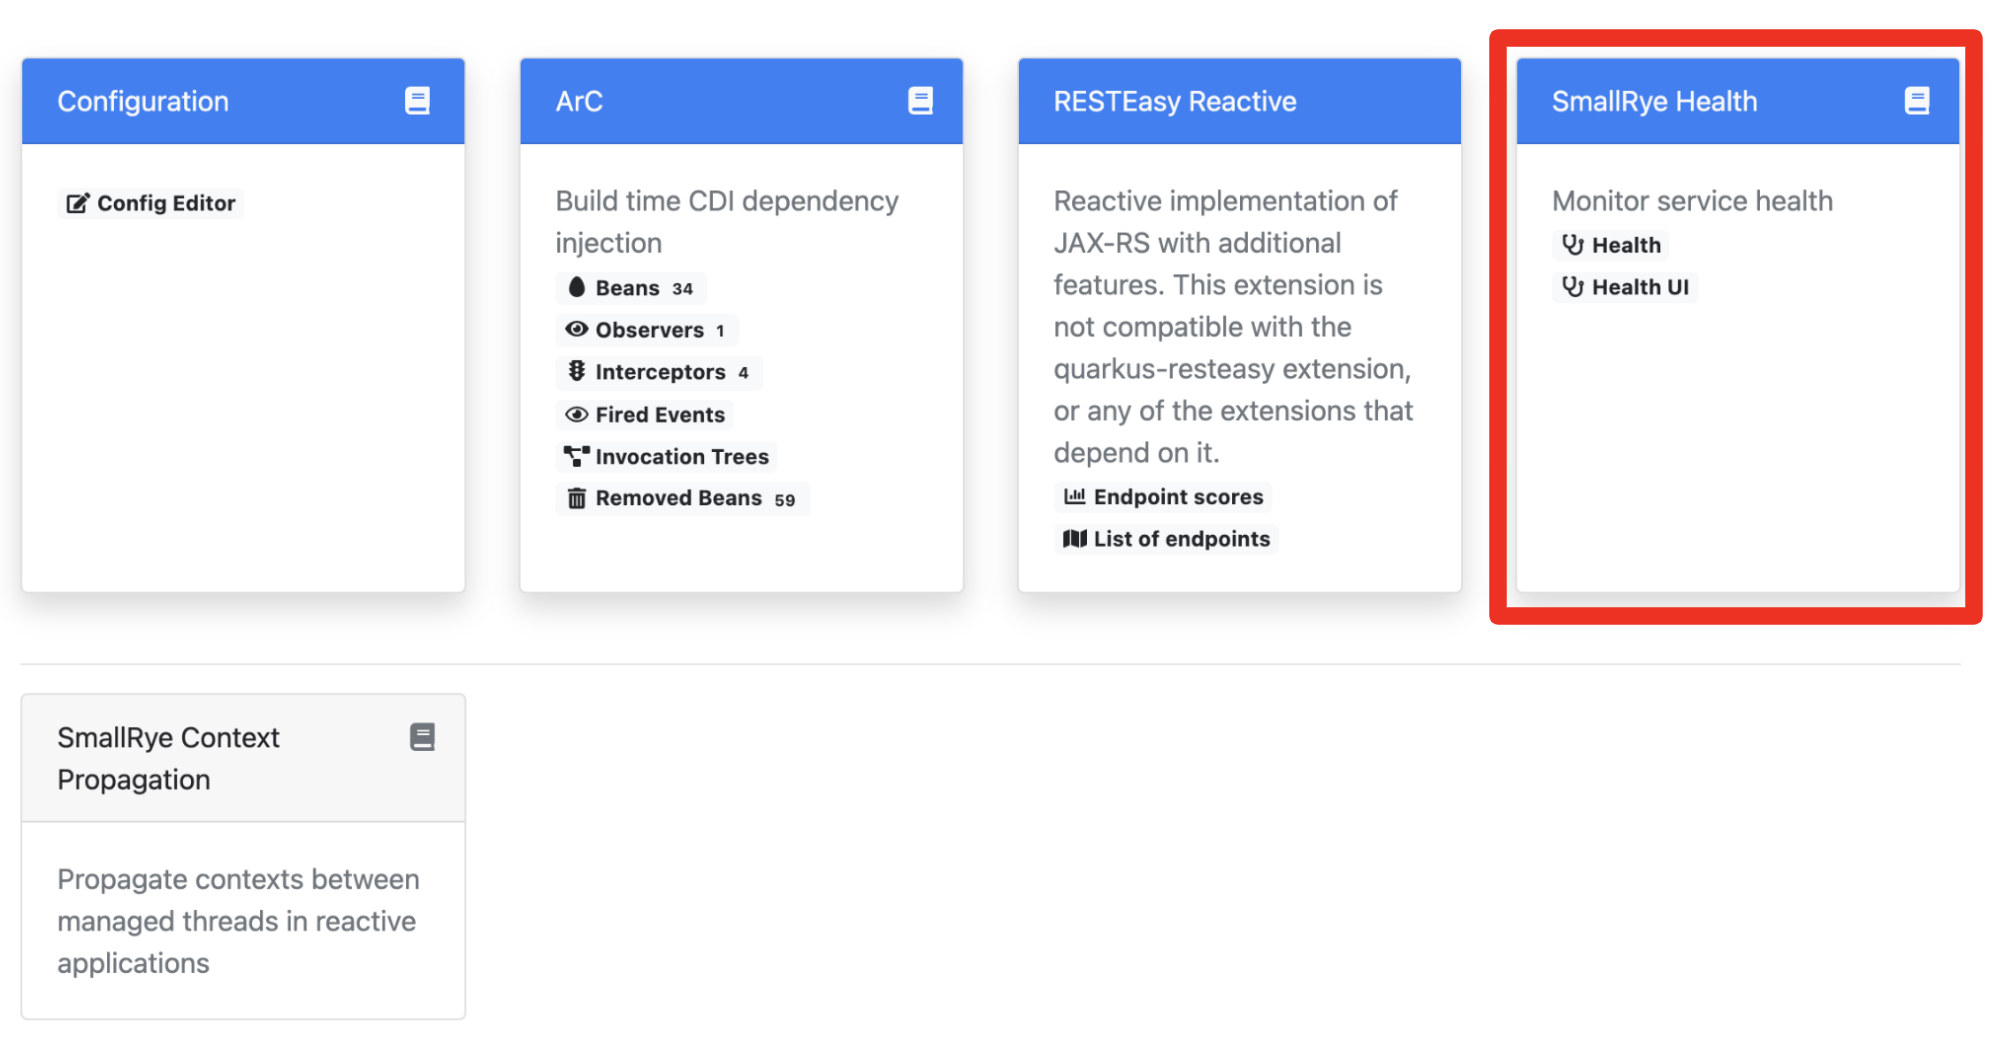 Configuration
Config Editor
ArC
Build time CDI dependency
injection
Beans 34
Observers 1
Interceptors 4
Fired Events
Invocation Trees
Removed Beans 59
RESTEasy Reactive
Reactive implementation of
JAX-RS with additional
features. This extension is
not compatible with the
quarkus-resteasy extension,
or any of the extensions that
depend on it.
Endpoint scores
List of endpoints
SmallRye Health
Monitor service health
Health
Health UI
SmallRye Context
Propagation
Propagate contexts between
managed threads in reactive
applications